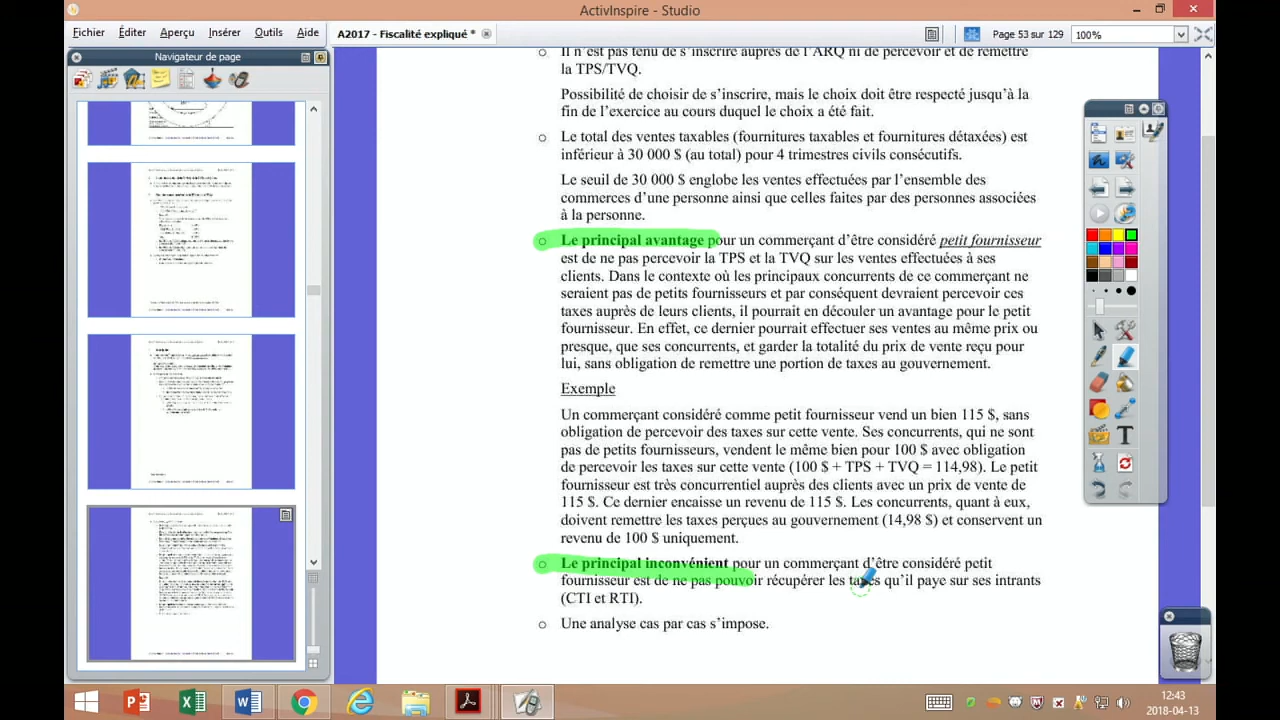 ActivInspire - Studio
Fichier Éditer Aperçu Insérer Outils Aide
A2017 - Fiscalité expliqué *
Page 53 sur 129
100%
Navigateur de page
o Il n'est pas tenu de s'inscrire auprès de l'ARQ ni de percevoir et de remettre
la TPS/TVQ.
Possibilité de choisir de s'inscrire, mais le choix doit être respecté jusqu'à la
fin de l'exercice au cours duquel le choix a été fait.
o Le total des ventes taxables (fournitures taxables et fournitures détaxées) est
inférieur à 30 000 $ (au total) pour 4 trimestres civils consécutifs.
Le total de 30 000 $ englobe les ventes effectuées par l'ensemble des
commerces d'une personne ainsi que celles faites par des personnes associées
à la personne.
o Le principal avantage pour un commerçant d'être considéré petit fournisseur
est de ne pas percevoir la TPS et la TVQ sur les ventes effectuées à ses
clients. Dans le contexte où les principaux concurrents de ce commerçant ne
seraient pas de petits fournisseurs et par conséquent devraient percevoir ces
taxes auprès des clients, il pourrait en résulter un avantage pour le petit
fournisseur. En effet, ce dernier pourrait effectuer ses ventes au même prix ou
presque que ses concurrents, et garder la totalité du prix de vente reçu pour
lui-même plutôt que d'en distribuer une partie (taxes) au gouvernement.
Exemple
Un commerçant considéré comme petit fournisseur vend un bien 115 $, sans
obligation de percevoir des taxes sur cette vente. Ses concurrents, qui ne sont
pas de petits fournisseurs, vendent le même bien pour 100 $ avec obligation
de percevoir les taxes sur cette vente (100 $ + TPS + TVQ = 114,98). Le petit
fournisseur est alors concurrentiel auprès des clients avec un prix de vente de
115 $. Ce dernier encaisse un revenu de 115 $. Les concurrents, quant à eux,
doivent remettre les taxes perçues au gouvernement (14,98 $) et conservent un
revenu de 100 $ uniquement.
o Le principal inconvénient pour un commerçant d'être considéré petit
fournisseur est de ne pas pouvoir récupérer les taxes qu'il paie sur ses intrants
o Une analyse cas par cas s'impose.
12:43
2018-04-13